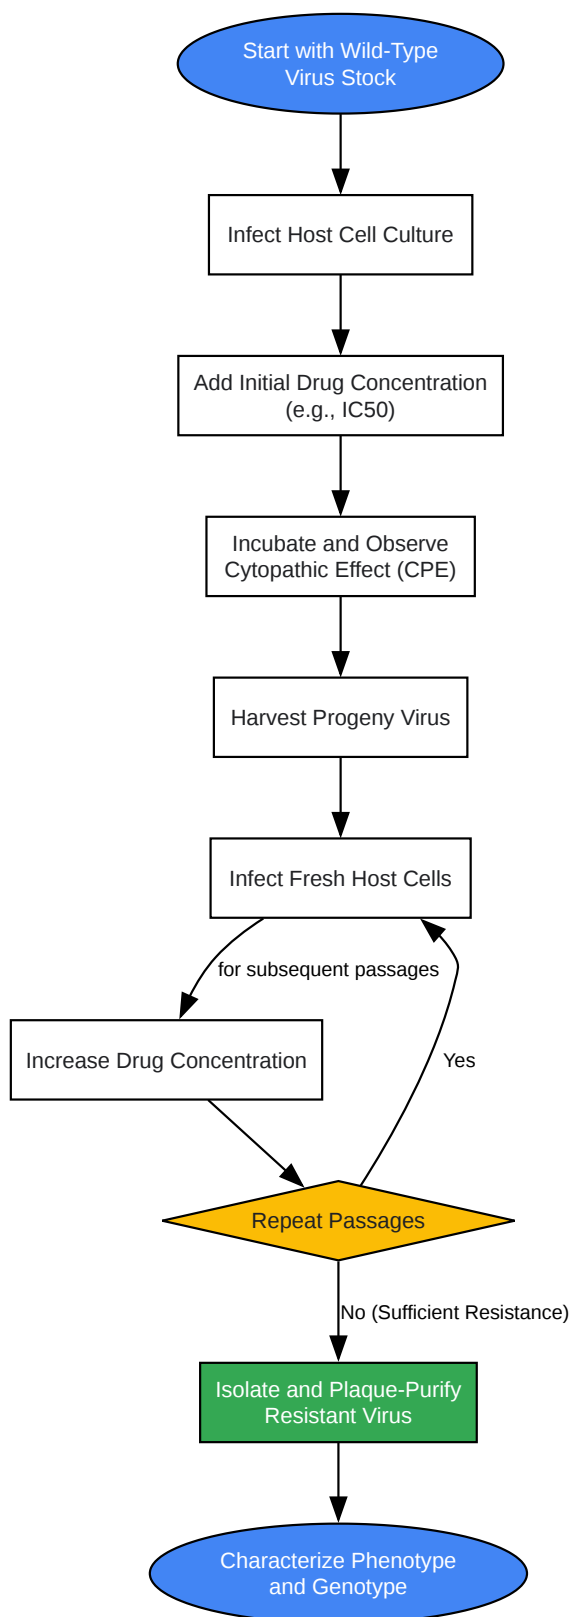 Start with Wild-Type
Virus Stock
Infect Host Cell Culture
Add Initial Drug Concentration
(e.g., IC50)
Incubate and Observe
Cytopathic Effect (CPE)
Harvest Progeny Virus
Infect Fresh Host Cells
for subsequent passages
Increase Drug Concentration
Yes
Repeat Passages
No (Sufficient Resistance)
Isolate and Plaque-Purify
Resistant Virus
Characterize Phenotype
and Genotype